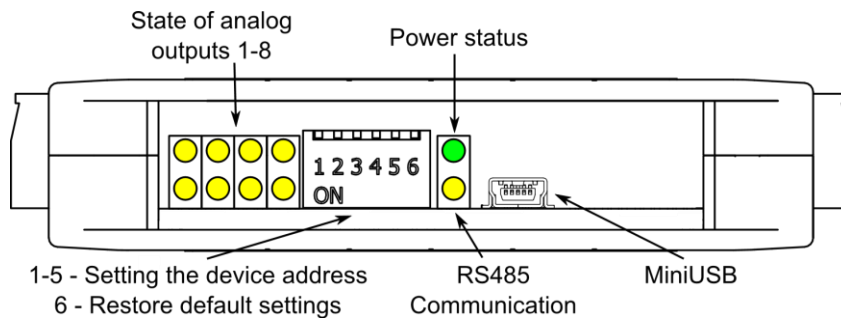 State of analog
outputs 1-8
Power status
1 2 3 4 5 6
ON
1-5 - Setting the device address
6 - Restore default settings
RS485
Communication
MiniUSB